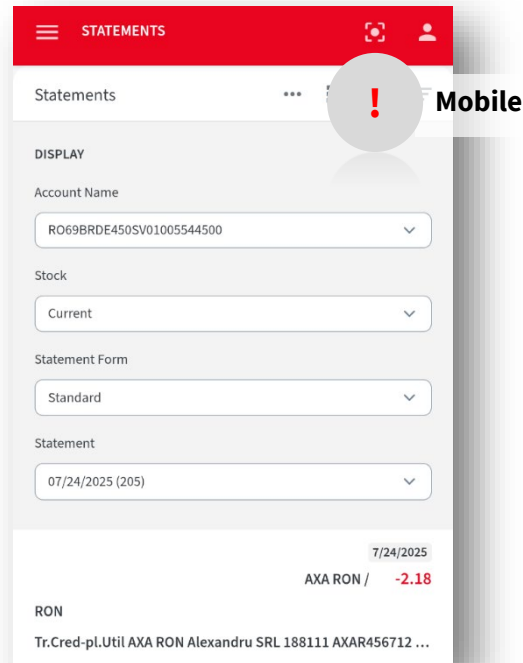 STATEMENTS
Statements
!
Mobile
DISPLAY
Account Name
RO69BRDE450SV01005544500
Stock
Current
Statement Form
Standard
Statement
07/24/2025 (205)
7/24/2025
AXA RON / -2.18
RON
Tr.Cred-pl.Util AXA RON Alexandru SRL 188111 AXAR456712 ...